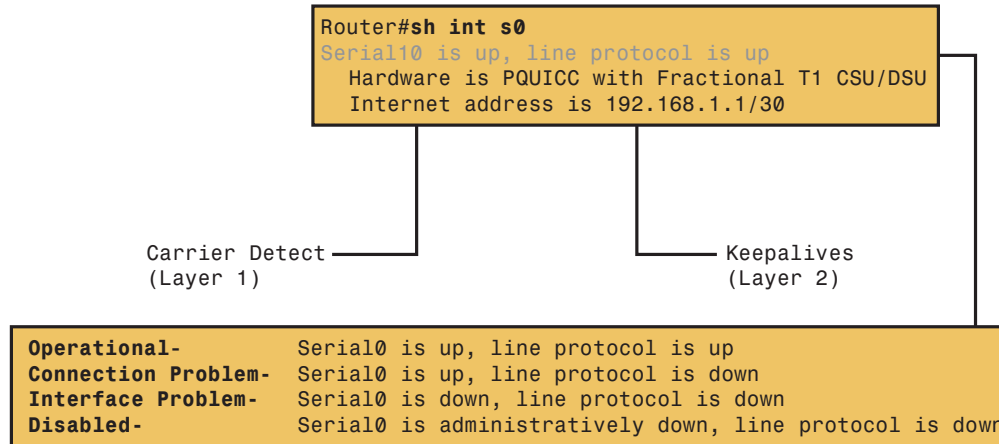 Router#sh int s0
Serial10 is up, line protocol is up
Hardware is PQUICC with Fractional T1 CSU/DSU
Internet address is 192.168.1.1/30
Carrier Detect
(Layer 1)
Keepalives
(Layer 2)
Operational- Serial0 is up, line protocol is up
Connection Problem- Serial0 is up, line protocol is down
Interface Problem- Serial0 is down, line protocol is down
Disabled- Serial0 is administratively down, line protocol is down